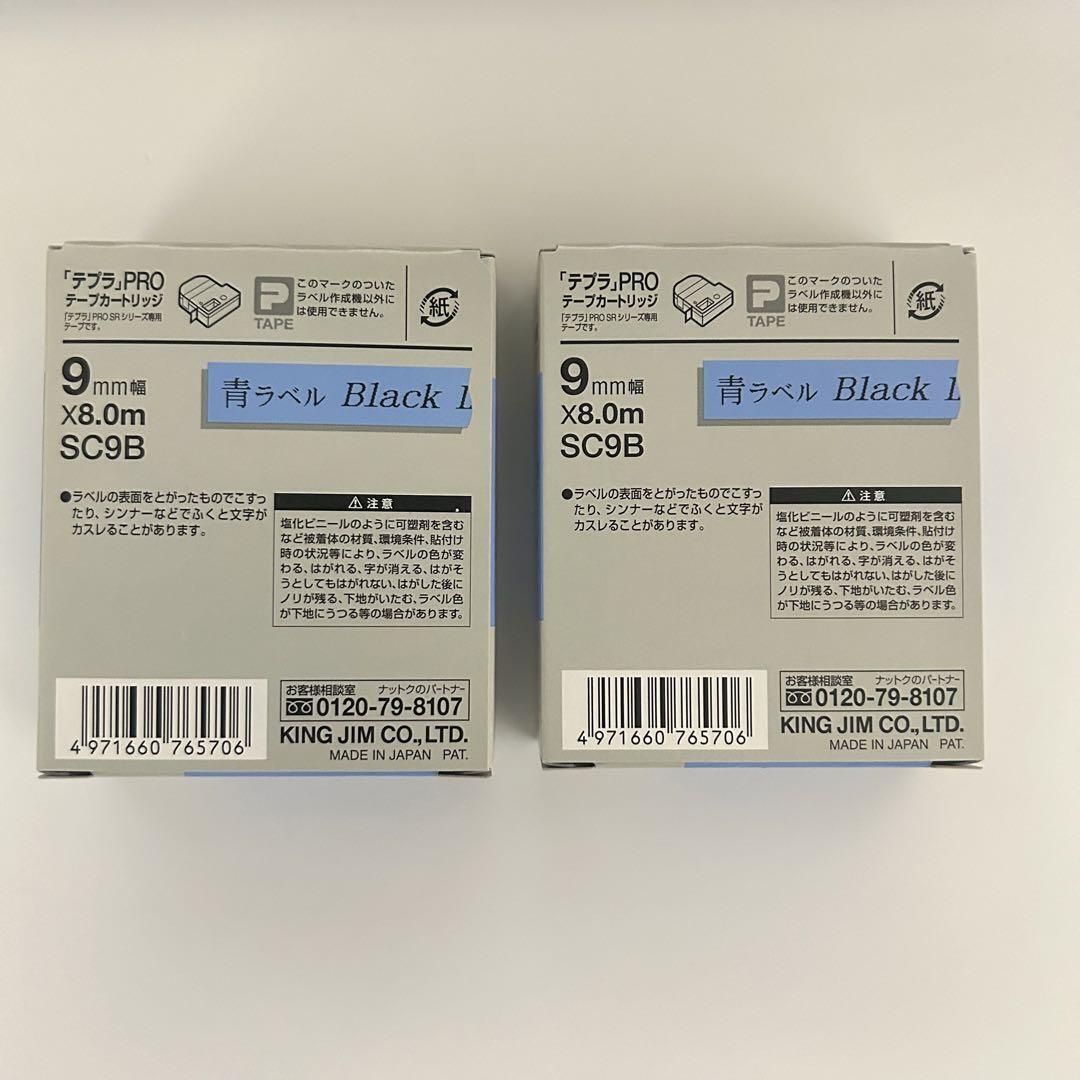 「テプラ」PRO
テープカートリッジ
「テプラ」PRO SRシリーズ専用
テープです。
TAPE
このマークのついた
ラベル作成機以外に
は使用できません。
紙
9mm幅
X8.0m
SC9B
青ラベル Black
●ラベルの表面をとがったものでこすっ
たり、シンナーなどでふくと文字が
カスレることがあります。
注意
塩化ビニールのように可塑剤を含む
など被着体の材質、環境条件、貼付け
時の状況等により、ラベルの色が変
わる、はがれる、字が消える、はがそ
うとしてもはがれない、はがした後に
ノリが残る、下地がいたむ、ラベル色
が下地にうつる等の場合があります。
4 971660 765706
お客様相談室 ナットクのパートナー
0120-79-8107
KING JIM CO.,LTD.
MADE IN JAPAN PAT.
「テプラ」PRO
テープカートリッジ
「テプラ」PRO SRシリーズ専用
テープです。
TAPE
このマークのついた
ラベル作成機以外に
は使用できません。
紙
9mm幅
X8.0m
SC9B
青ラベル Black
●ラベルの表面をとがったものでこすっ
たり、シンナーなどでふくと文字が
カスレることがあります。
注意
塩化ビニールのように可塑剤を含む
など被着体の材質、環境条件、貼付け
時の状況等により、ラベルの色が変
わる、はがれる、字が消える、はがそ
うとしてもはがれない、はがした後に
ノリが残る、下地がいたむ、ラベル色
が下地にうつる等の場合があります。
4 971660 765706
お客様相談室 ナットクのパートナー
0120-79-8107
KING JIM CO.,LTD.
MADE IN JAPAN PAT.